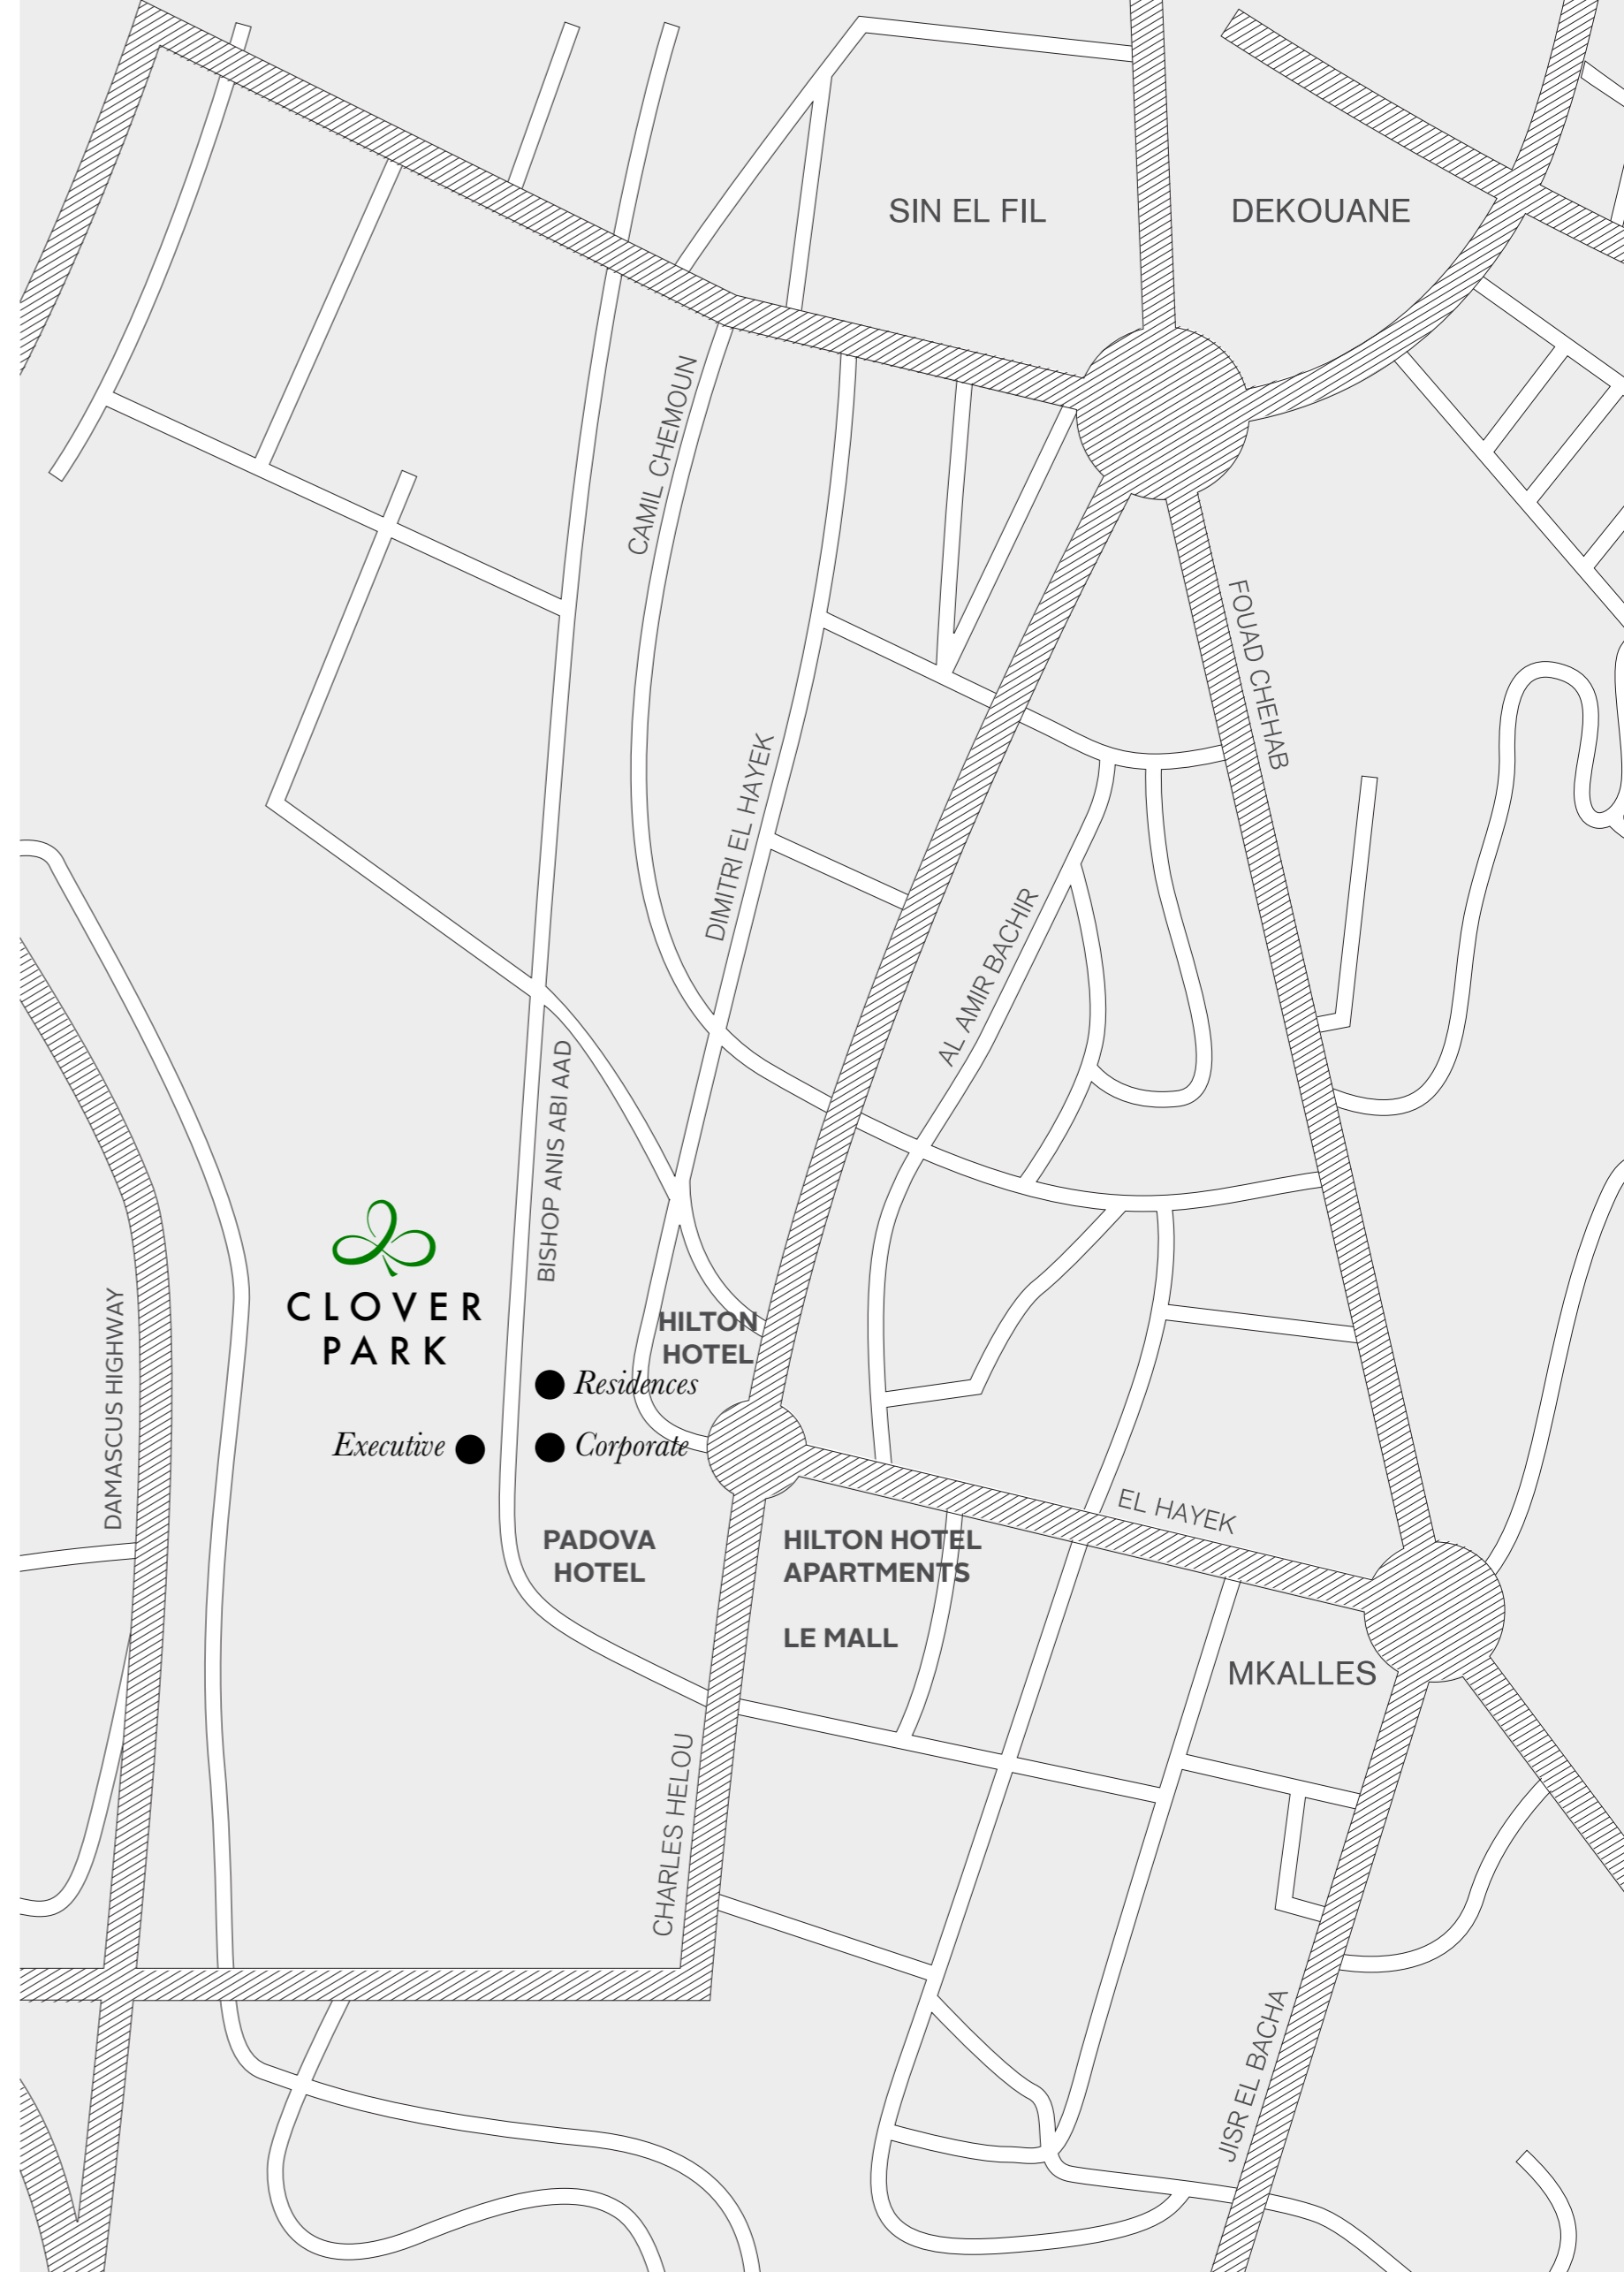 SIN EL FIL
DEKOUANE
CAMIL CHEMOUN
FOUAD CHEHAB
DIMITRI EL HAYEK
AL AMIR BACHIR
BISHOP ANIS ABI AAD
CLOVER
PARK
DAMASCUS HIGHWAY
HILTON
HOTEL
Residences
Executive
Corporate
EL HAYEK
PADOVA
HOTEL
HILTON HOTEL
APARTMENTS
LE MALL
MKALLES
CHARLES HELOU
JISR EL BACHA